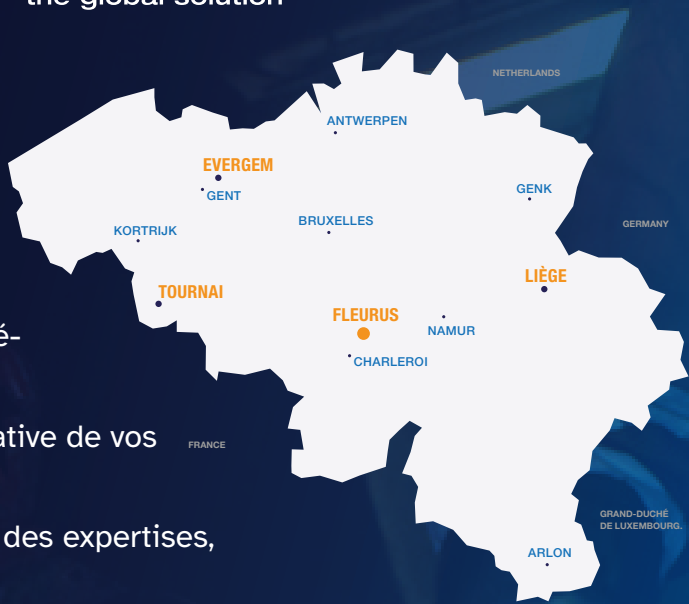 the global solution
NETHERLANDS
ANTWERPEN
EVERGEM
GENT
GENK
KORTRIJK
BRUXELLES
GERMANY
LIÈGE
TOURNAI
FLEURUS
NAMUR
é-
CHARLEROI
ative de vos
FRANCE
GRAND-DUCHÉ
DE LUXEMBOURG.
des expertises,
ARLON